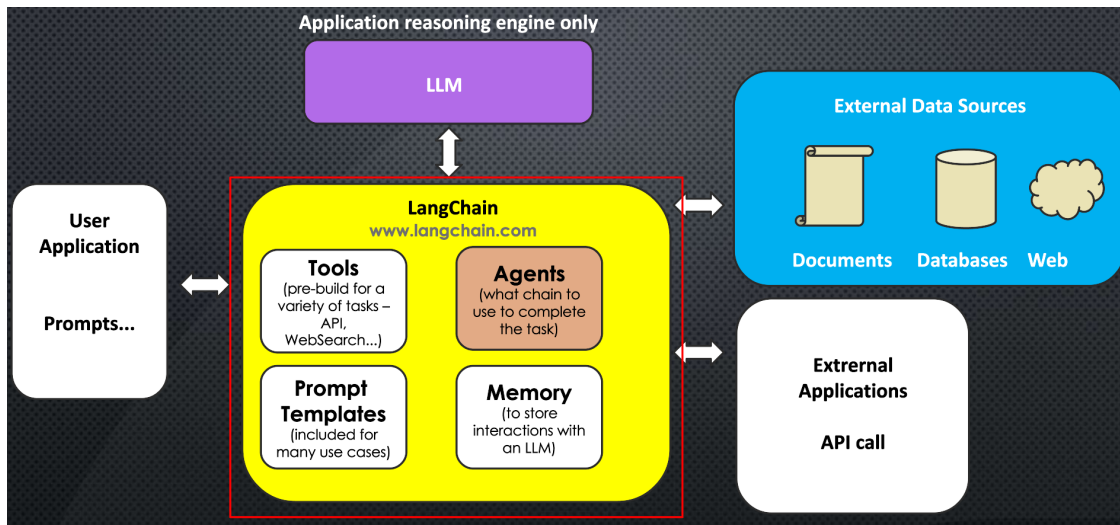 Application reasoning engine only
LLM
External Data Sources
Documents
Databases
Web
User
Application
Prompts...
LangChain
www.langchain.com
Tools
(pre-build for a
variety of tasks –
API,
WebSearch...)
Agents
(what chain to
use to complete
the task)
Prompt
Templates
(included for
many use cases)
Memory
(to store
interactions with
an LLM)
Extrernal
Applications
API call